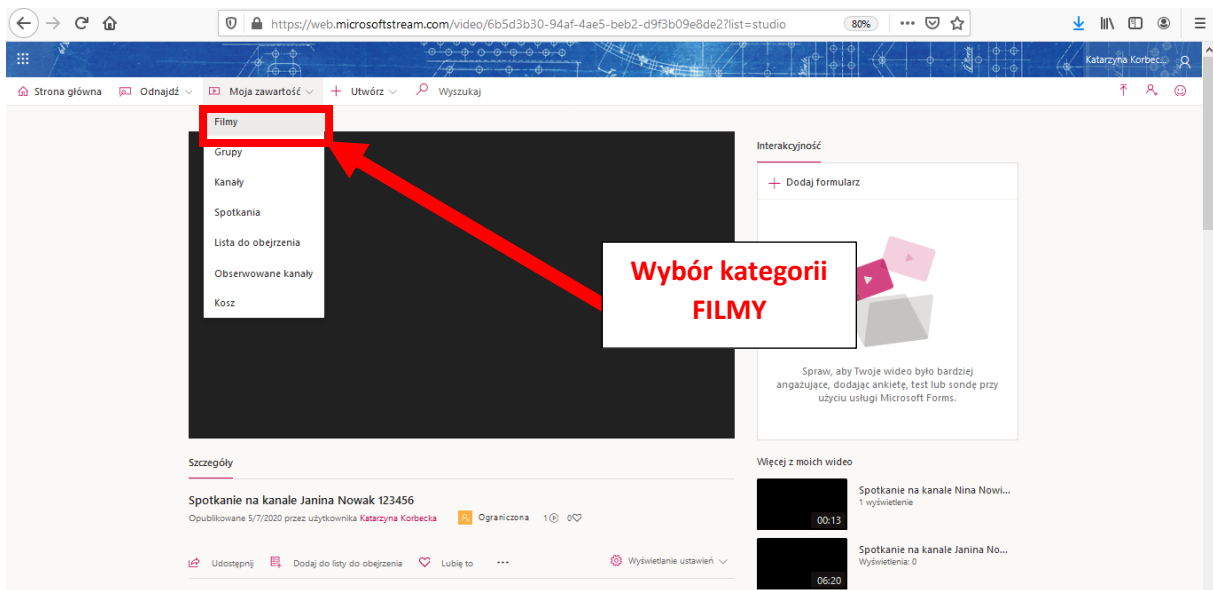 https://web.microsoftstream.com/video/6b5d3b30-94af-4ae5-beb2-d9f3b09e8de2?list=studio
80%
Katarzyna Korbec...
Strona główna
Odnajdź
Moja zawartość
Utwórz
Wyszukaj
Filmy
Grupy
Kanały
Spotkania
Lista do obejrzenia
Obserwowane kanały
Kosz
Wybór kategorii
FILMY
Interakcyjność
Dodaj formularz
Spraw, aby Twoje wideo było bardziej
angażujące, dodając ankietę, test lub sondę przy
użyciu usługi Microsoft Forms.
Szczegóły
Spotkanie na kanale Janina Nowak 123456
Opublikowane 5/7/2020 przez użytkownika Katarzyna Korbecka
Ograniczona
1
0
Udostępnij
Dodaj do listy do obejrzenia
Lubię to
Wyświetlanie ustawień
Więcej z moich wideo
00:13
Spotkanie na kanale Nina Nowi...
1 wyświetlenie
06:20
Spotkanie na kanale Janina No...
Wyświetlenia: 0